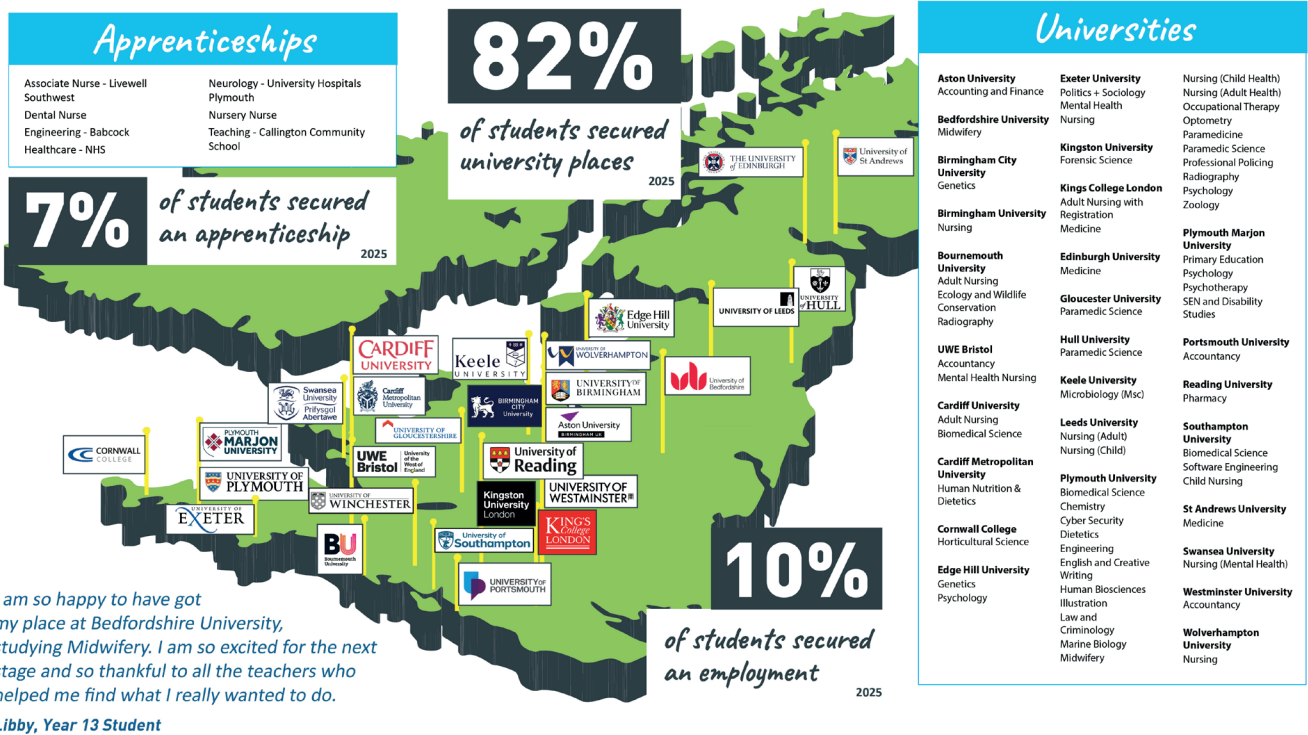 Apprenticeships
Associate Nurse - Livewell
Southwest
Dental Nurse
Engineering - Babcock
Healthcare - NHS
Neurology - University Hospitals
Plymouth
Nursery Nurse
Teaching - Callington Community
School
7%
of students secured
an apprenticeship
2025
82%
of students secured
university places
2025
THE UNIVERSITY
of EDINBURGH
University of
St Andrews
UNIVERSITY
of HULL
UNIVERSITY OF LEEDS
Edge Hill
University
CARDIFF
UNIVERSITY
Keele
UNIVERSITY
UNIVERSITY OF
WOLVERHAMPTON
University of
Bedfordshire
Swansea
University
Prifysgol
Abertawe
Cardiff
Metropolitan
University
BIRMINGHAM
CITY
University
UNIVERSITY OF
BIRMINGHAM
UNIVERSITY OF
GLOUCESTERSHIRE
Aston University
BIRMINGHAM UK
CORNWALL
COLLEGE
PLYMOUTH
MARJON
UNIVERSITY
UWE
Bristol
University
of the
West of
England
University of
Reading
UNIVERSITY OF
PLYMOUTH
UNIVERSITY OF
WINCHESTER
Kingston
University
London
UNIVERSITY OF
WESTMINSTER
UNIVERSITY OF
EXETER
BU
Bournemouth
University
University of
Southampton
KING'S
College
LONDON
UNIVERSITY OF
PORTSMOUTH
10%
of students secured
an employment
2025
am so happy to have got
my place at Bedfordshire University,
studying Midwifery. I am so excited for the next
stage and so thankful to all the teachers who
helped me find what I really wanted to do.
Libby, Year 13 Student
Universities
Aston University
Accounting and Finance
Bedfordshire University
Midwifery
Birmingham City
University
Genetics
Birmingham University
Nursing
Bournemouth
University
Adult Nursing
Ecology and Wildlife
Conservation
Radiography
UWE Bristol
Accountancy
Mental Health Nursing
Cardiff University
Adult Nursing
Biomedical Science
Cardiff Metropolitan
University
Human Nutrition &
Dietetics
Cornwall College
Horticultural Science
Edge Hill University
Genetics
Psychology
Exeter University
Politics + Sociology
Mental Health
Nursing
Kingston University
Forensic Science
Kings College London
Adult Nursing with
Registration
Medicine
Edinburgh University
Medicine
Gloucester University
Paramedic Science
Hull University
Paramedic Science
Keele University
Microbiology (Msc)
Leeds University
Nursing (Adult)
Nursing (Child)
Plymouth University
Biomedical Science
Chemistry
Cyber Security
Dietetics
Engineering
English and Creative
Writing
Human Biosciences
Illustration
Law and
Criminology
Marine Biology
Midwifery
Nursing (Child Health)
Nursing (Adult Health)
Occupational Therapy
Optometry
Paramedicine
Paramedic Science
Professional Policing
Radiography
Psychology
Zoology
Plymouth Marjon
University
Primary Education
Psychology
Psychotherapy
SEN and Disability
Studies
Portsmouth University
Accountancy
Reading University
Pharmacy
Southampton
University
Biomedical Science
Software Engineering
Child Nursing
St Andrews University
Medicine
Swansea University
Nursing (Mental Health)
Westminster University
Accountancy
Wolverhampton
University
Nursing